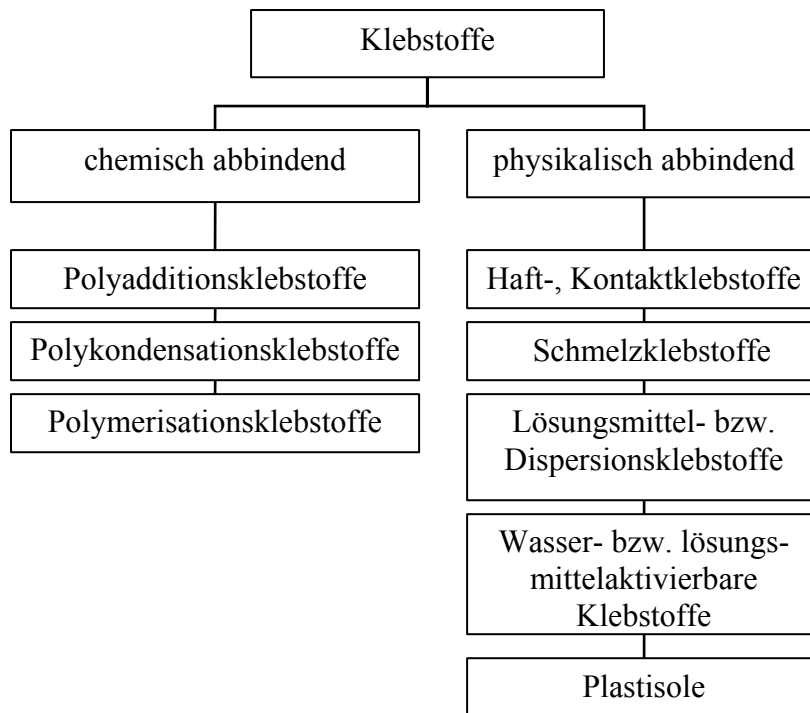 Klebstoffe
chemisch abbindend
Polyadditionsklebstoffe
Polykondensationsklebstoffe
Polymerisationsklebstoffe
physikalisch abbindend
Haft-, Kontaktklebstoffe
Schmelzklebstoffe
Lösungsmittel- bzw.
Dispersionsklebstoffe
Wasser- bzw. lösungs-
mittelaktivierbare
Klebstoffe
Plastisole